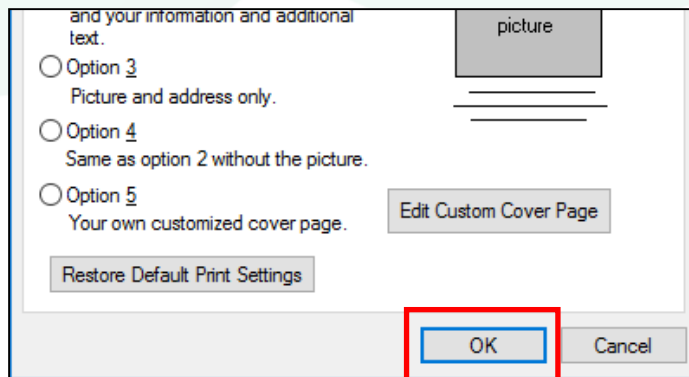 and your information and additional
text.
picture
Option 3
Picture and address only.
Option 4
Same as option 2 without the picture.
Option 5
Your own customized cover page.
Edit Custom Cover Page
Restore Default Print Settings
OK
Cancel